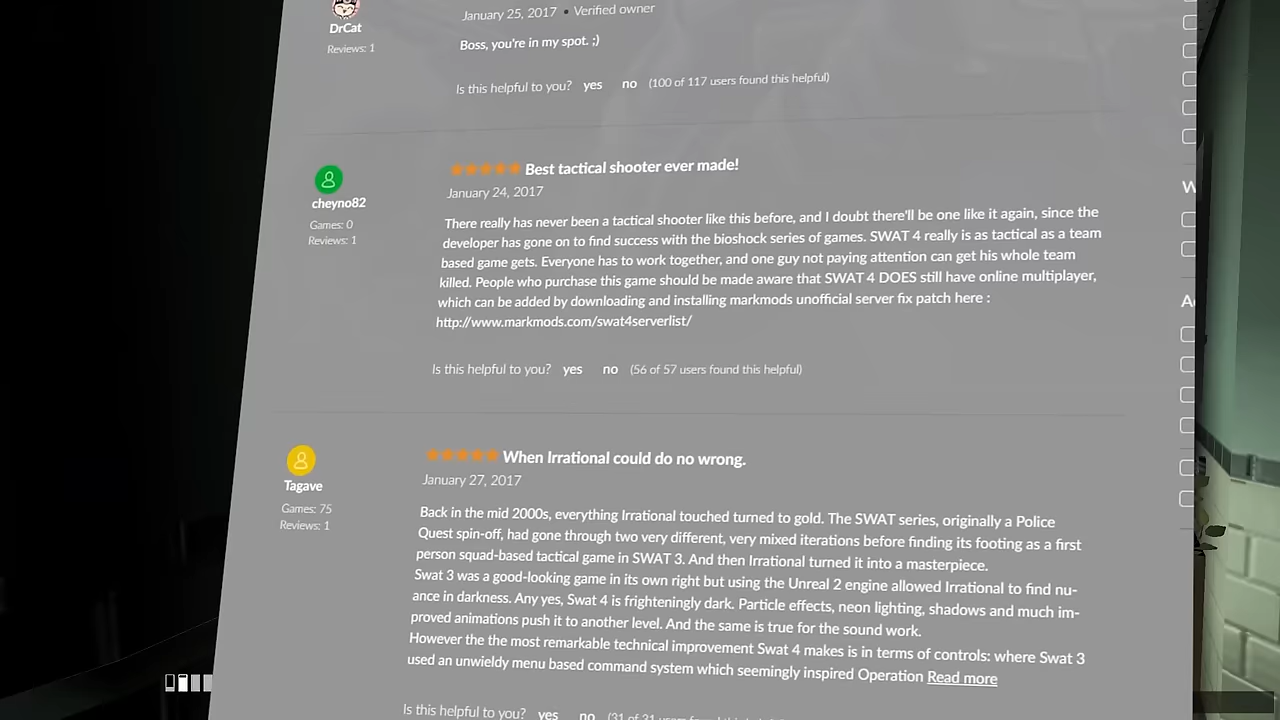 DrCat
Reviews: 1
January 25, 2017 • Verified owner
Boss, you're in my spot. ;)
Is this helpful to you? yes no (100 of 117 users found this helpful)
cheyno82
Games: 0
Reviews: 1
Best tactical shooter ever made!
January 24, 2017
There really has never been a tactical shooter like this before, and I doubt there'll be one like it again, since the
developer has gone on to find success with the bioshock series of games. SWAT 4 really is as tactical as a team
based game gets. Everyone has to work together, and one guy not paying attention can get his whole team
killed. People who purchase this game should be made aware that SWAT 4 DOES still have online multiplayer,
which can be added by downloading and installing markmods unofficial server fix patch here :
http://www.markmods.com/swat4serverlist/
Is this helpful to you? yes no (56 of 57 users found this helpful)
Tagave
Games: 75
Reviews: 1
When Irrational could do no wrong.
January 27, 2017
Back in the mid 2000s, everything Irrational touched turned to gold. The SWAT series, originally a Police
Quest spin-off, had gone through two very different, very mixed iterations before finding its footing as a first
person squad-based tactical game in SWAT 3. And then Irrational turned it into a masterpiece.
Swat 3 was a good-looking game in its own right but using the Unreal 2 engine allowed Irrational to find nu-
ance in darkness. Any yes, Swat 4 is frighteningly dark. Particle effects, neon lighting, shadows and much im-
proved animations push it to another level. And the same is true for the sound work.
However the the most remarkable technical improvement Swat 4 makes is in terms of controls: where Swat 3
used an unwieldy menu based command system which seemingly inspired Operation Read more
Is this helpful to you? yes no
W